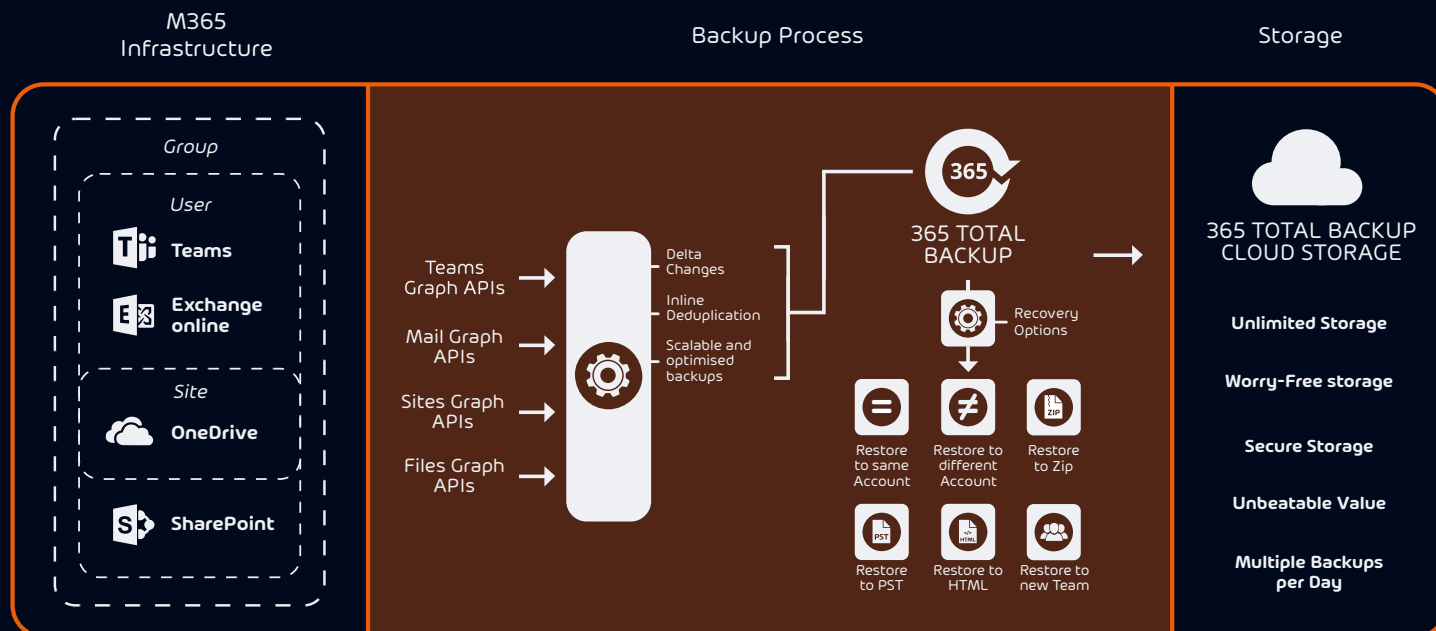 M365
Infrastructure
Backup Process
Storage
Group
User
T
Teams
E
Exchange
online
Site
OneDrive
S
SharePoint
Teams
Graph APIs
Mail Graph
APIs
Sites Graph
APIs
Files Graph
APIs
Delta
Changes
Inline
Deduplication
Scalable and
optimised
backups
365
365 TOTAL
BACKUP
Recovery
Options
Restore
to same
Account
Restore to
different
Account
ZIP
Restore
to Zip
PST
Restore
to PST
</>
HTML
Restore to
HTML
Restore to
new Team
365 TOTAL BACKUP
CLOUD STORAGE
Unlimited Storage
Worry-Free storage
Secure Storage
Unbeatable Value
Multiple Backups
per Day